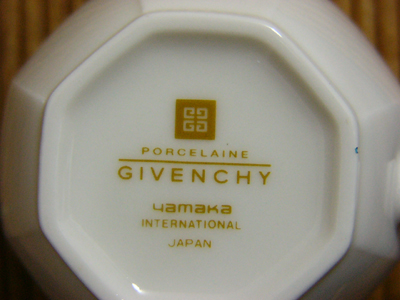 PORCELAINE
GIVENCHY
yamaka
INTERNATIONAL
JAPAN